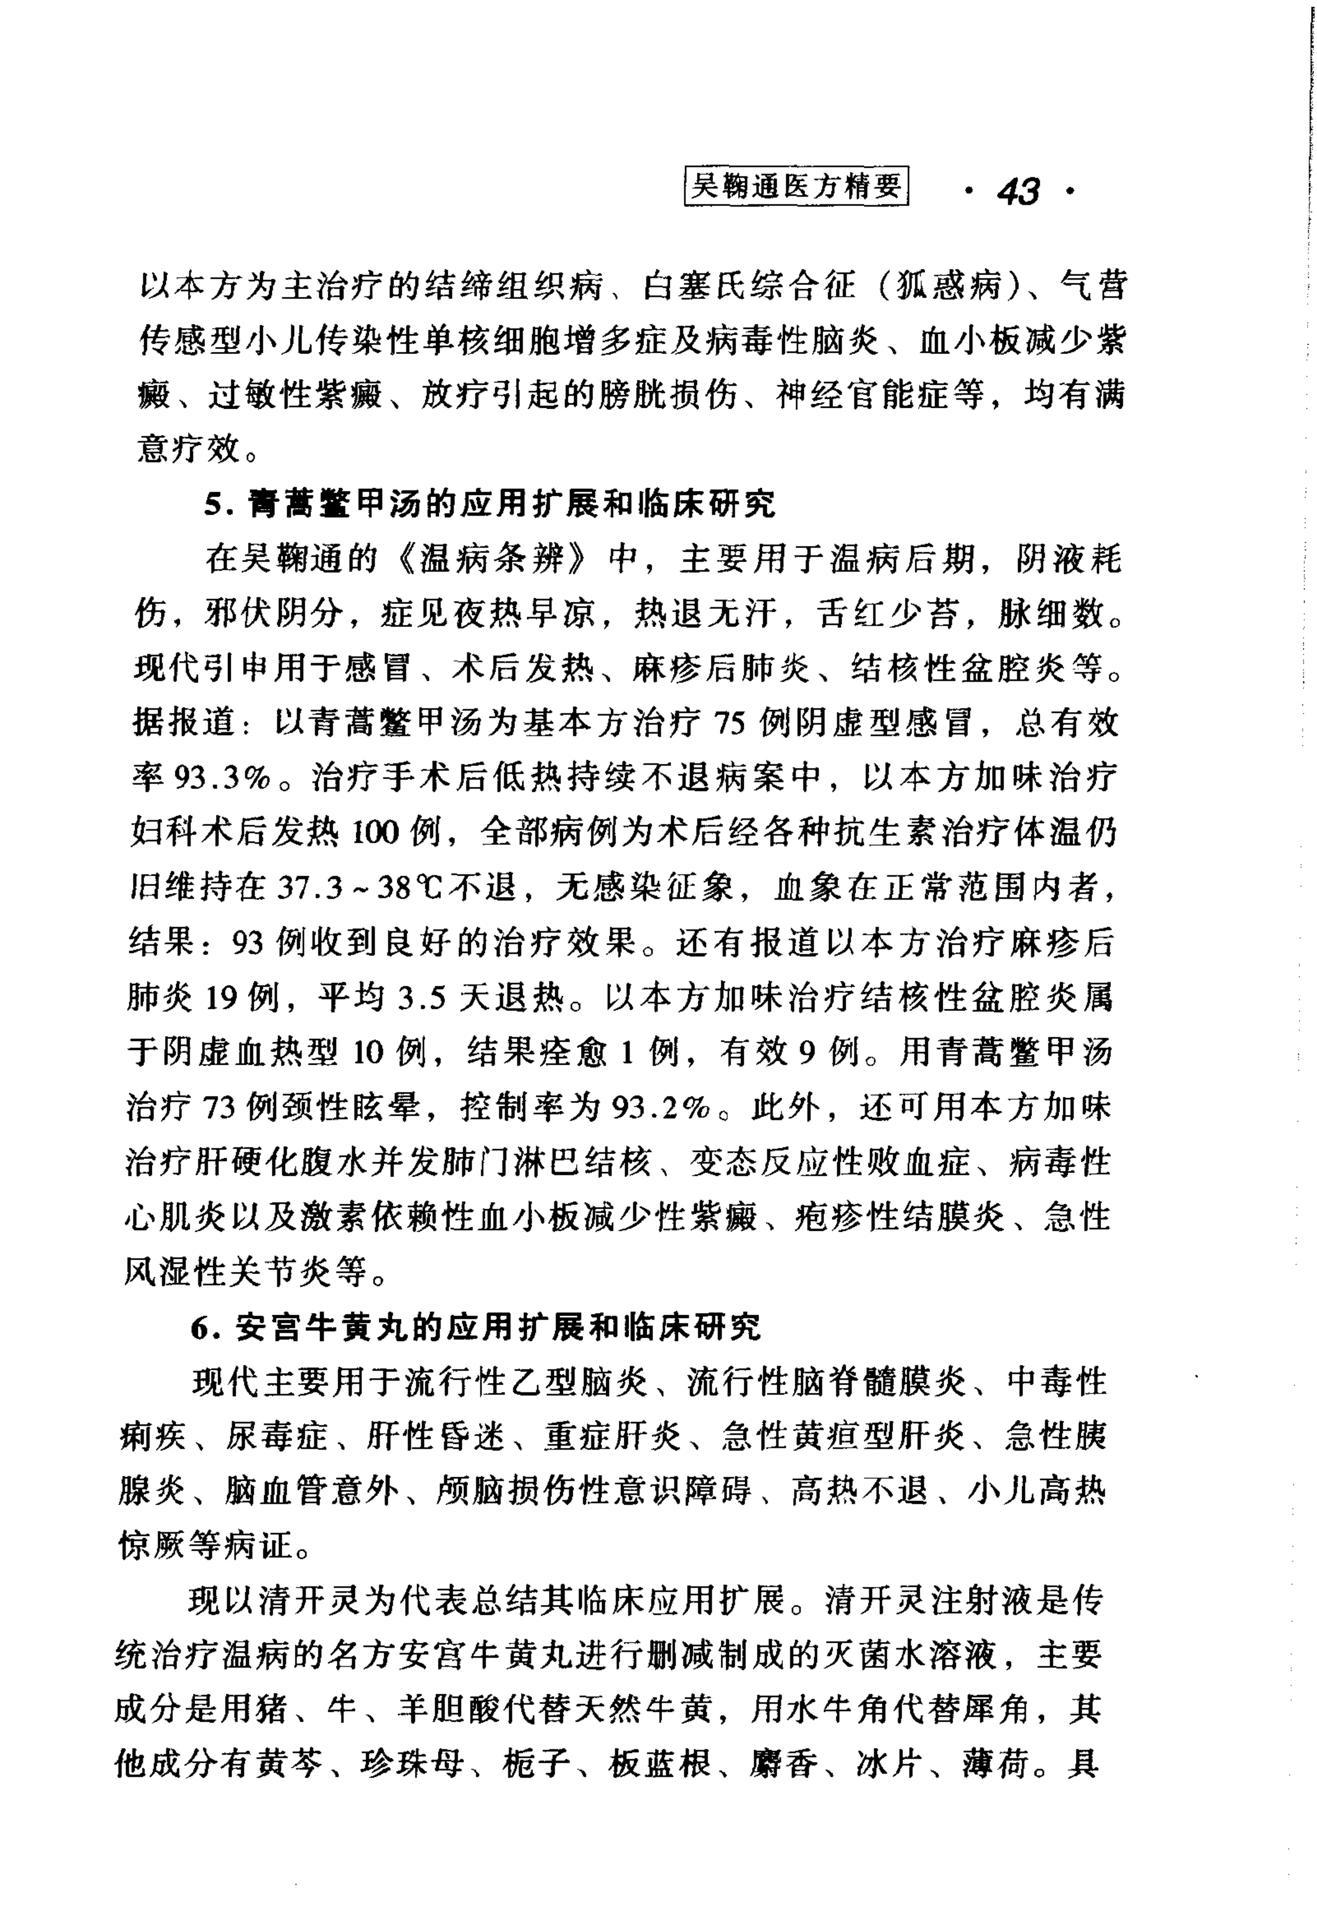 吴鞠通医方精要 · 43 ·
以本方为主治疗的结缔组织病、白塞氏综合征（狐惑病）、气营
传感型小儿传染性单核细胞增多症及病毒性脑炎、血小板减少紫
癜、过敏性紫癜、放疗引起的膀胱损伤、神经官能症等，均有满
意疗效。
5. 青蒿鳖甲汤的应用扩展和临床研究
在吴鞠通的《温病条辨》中，主要用于温病后期，阴液耗
伤，邪伏阴分，症见夜热早凉，热退无汗，舌红少苔，脉细数。
现代引申用于感冒、术后发热、麻疹后肺炎、结核性盆腔炎等。
据报道：以青蒿鳖甲汤为基本方治疗 75 例阴虚型感冒，总有效
率 93.3%。治疗手术后低热持续不退病案中，以本方加味治疗
妇科术后发热 100 例，全部病例为术后经各种抗生素治疗体温仍
旧维持在 37.3～38℃不退，无感染征象，血象在正常范围内者，
结果：93 例收到良好的治疗效果。还有报道以本方治疗麻疹后
肺炎 19 例，平均 3.5 天退热。以本方加味治疗结核性盆腔炎属
于阴虚血热型 10 例，结果痊愈 1 例，有效 9 例。用青蒿鳖甲汤
治疗 73 例颈性眩晕，控制率为 93.2%。此外，还可用本方加味
治疗肝硬化腹水并发肺门淋巴结核、变态反应性败血症、病毒性
心肌炎以及激素依赖性血小板减少性紫癜、疱疹性结膜炎、急性
风湿性关节炎等。
6. 安宫牛黄丸的应用扩展和临床研究
现代主要用于流行性乙型脑炎、流行性脑脊髓膜炎、中毒性
痢疾、尿毒症、肝性昏迷、重症肝炎、急性黄疸型肝炎、急性胰
腺炎、脑血管意外、颅脑损伤性意识障碍、高热不退、小儿高热
惊厥等病证。
现以清开灵为代表总结其临床应用扩展。清开灵注射液是传
统治疗温病的名方安宫牛黄丸进行删减制成的灭菌水溶液，主要
成分是用猪、牛、羊胆酸代替天然牛黄，用水牛角代替犀角，其
他成分有黄芩、珍珠母、栀子、板蓝根、麝香、冰片、薄荷。具